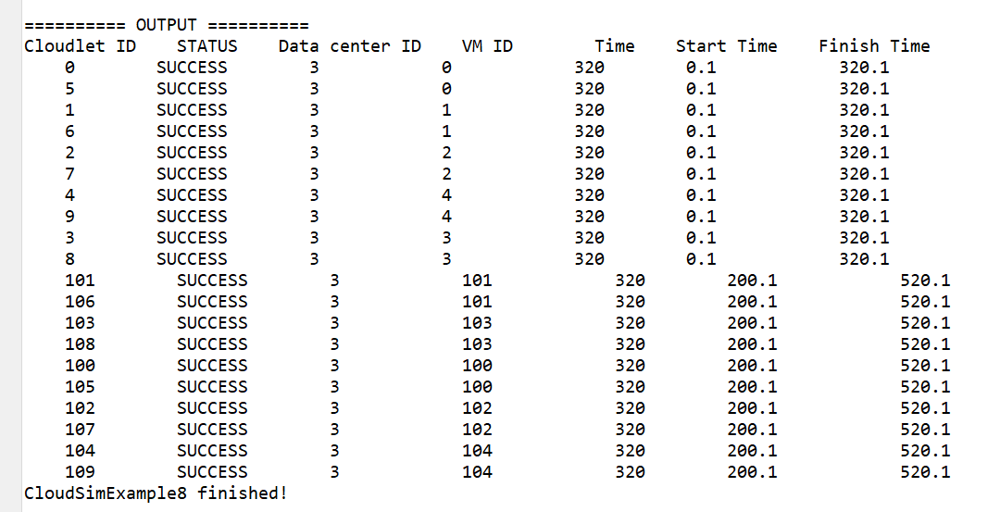 ========== OUTPUT ==========
Cloudlet ID    STATUS    Data center ID    VM ID        Time    Start Time    Finish Time
    0        SUCCESS        3            0            320        0.1            320.1
    5        SUCCESS        3            0            320        0.1            320.1
    1        SUCCESS        3            1            320        0.1            320.1
    6        SUCCESS        3            1            320        0.1            320.1
    2        SUCCESS        3            2            320        0.1            320.1
    7        SUCCESS        3            2            320        0.1            320.1
    4        SUCCESS        3            4            320        0.1            320.1
    9        SUCCESS        3            4            320        0.1            320.1
    3        SUCCESS        3            3            320        0.1            320.1
    8        SUCCESS        3            3            320        0.1            320.1
    101        SUCCESS        3            101            320        200.1            520.1
    106        SUCCESS        3            101            320        200.1            520.1
    103        SUCCESS        3            103            320        200.1            520.1
    108        SUCCESS        3            103            320        200.1            520.1
    100        SUCCESS        3            100            320        200.1            520.1
    105        SUCCESS        3            100            320        200.1            520.1
    102        SUCCESS        3            102            320        200.1            520.1
    107        SUCCESS        3            102            320        200.1            520.1
    104        SUCCESS        3            104            320        200.1            520.1
    109        SUCCESS        3            104            320        200.1            520.1
CloudSimExample8 finished!